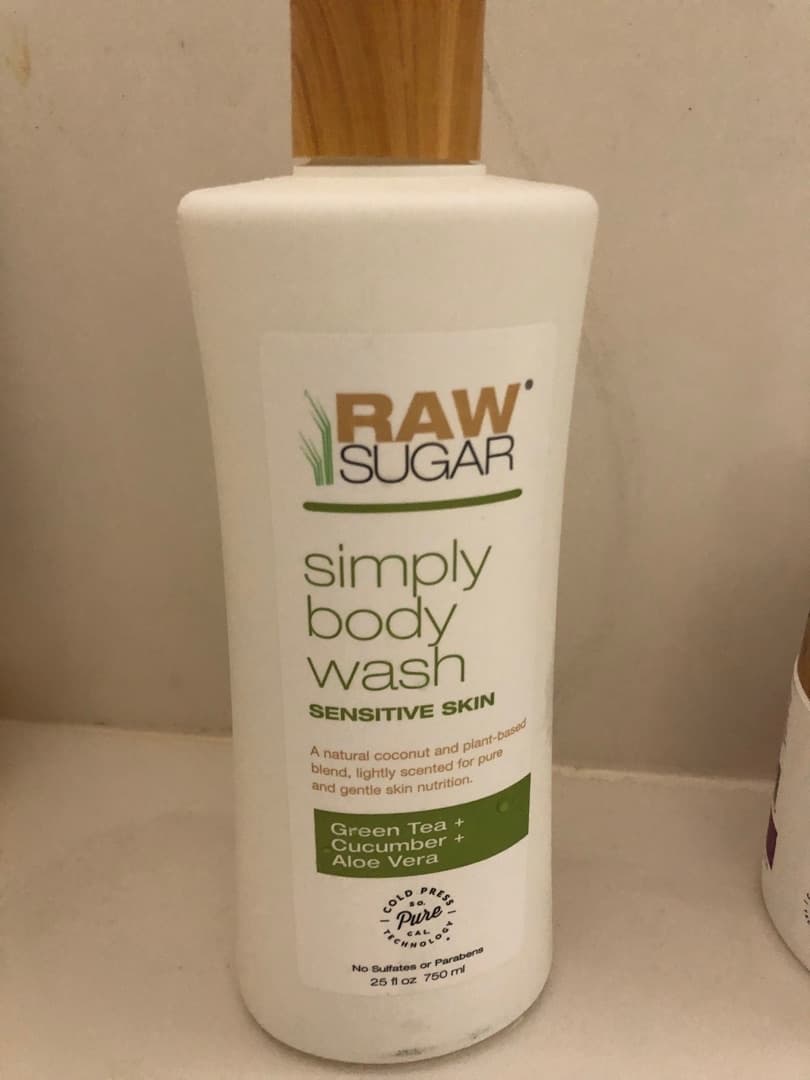 RAW
SUGAR
simply
body
wash
SENSITIVE SKIN
A natural coconut and plant-based
blend, lightly scented for pure
and gentle skin nutrition.
Green Tea +
Cucumber +
Aloe Vera
COLD PRESS
SO.
Pure
CAL.
TECHNOLOGY
No Sulfates or Parabens
25 fl oz 750 ml